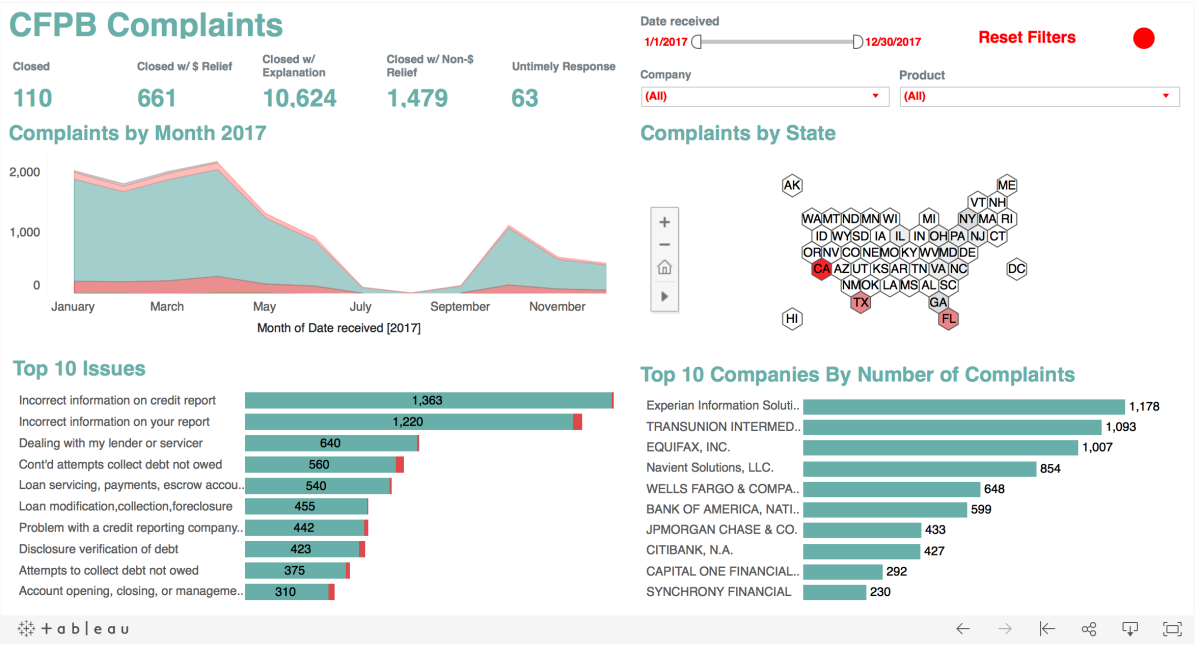 CFPB Complaints
Closed
110
Closed w/ $ Relief
661
Closed w/
Explanation
10,624
Closed w/ Non-$
Relief
1,479
Untimely Response
63
Date received
1/1/2017
12/30/2017
Reset Filters
Company
(All)
Product
(All)
Complaints by Month 2017
2,000
1,000
0
January
March
May
July
September
November
Month of Date received [2017]
Complaints by State
AK
ME
VT NH
WA MT ND MN WI MI NY MA RI
ID WY SD IA IL IN OH PA NJ CT
OR NV CO NE MO KY WV MD DE
CA AZ UT KS AR TN VA NC DC
NM OK LA MS AL SC
TX GA
HI FL
Top 10 Issues
Incorrect information on credit report 1,363
Incorrect information on your report 1,220
Dealing with my lender or servicer 640
Cont'd attempts collect debt not owed 560
Loan servicing, payments, escrow accou.. 540
Loan modification,collection,foreclosure 455
Problem with a credit reporting company.. 442
Disclosure verification of debt 423
Attempts to collect debt not owed 375
Account opening, closing, or manageme.. 310
Top 10 Companies By Number of Complaints
Experian Information Soluti.. 1,178
TRANSUNION INTERMED.. 1,093
EQUIFAX, INC. 1,007
Navient Solutions, LLC. 854
WELLS FARGO & COMPA.. 648
BANK OF AMERICA, NATI.. 599
JPMORGAN CHASE & CO. 433
CITIBANK, N.A. 427
CAPITAL ONE FINANCIAL.. 292
SYNCHRONY FINANCIAL 230
+ableau